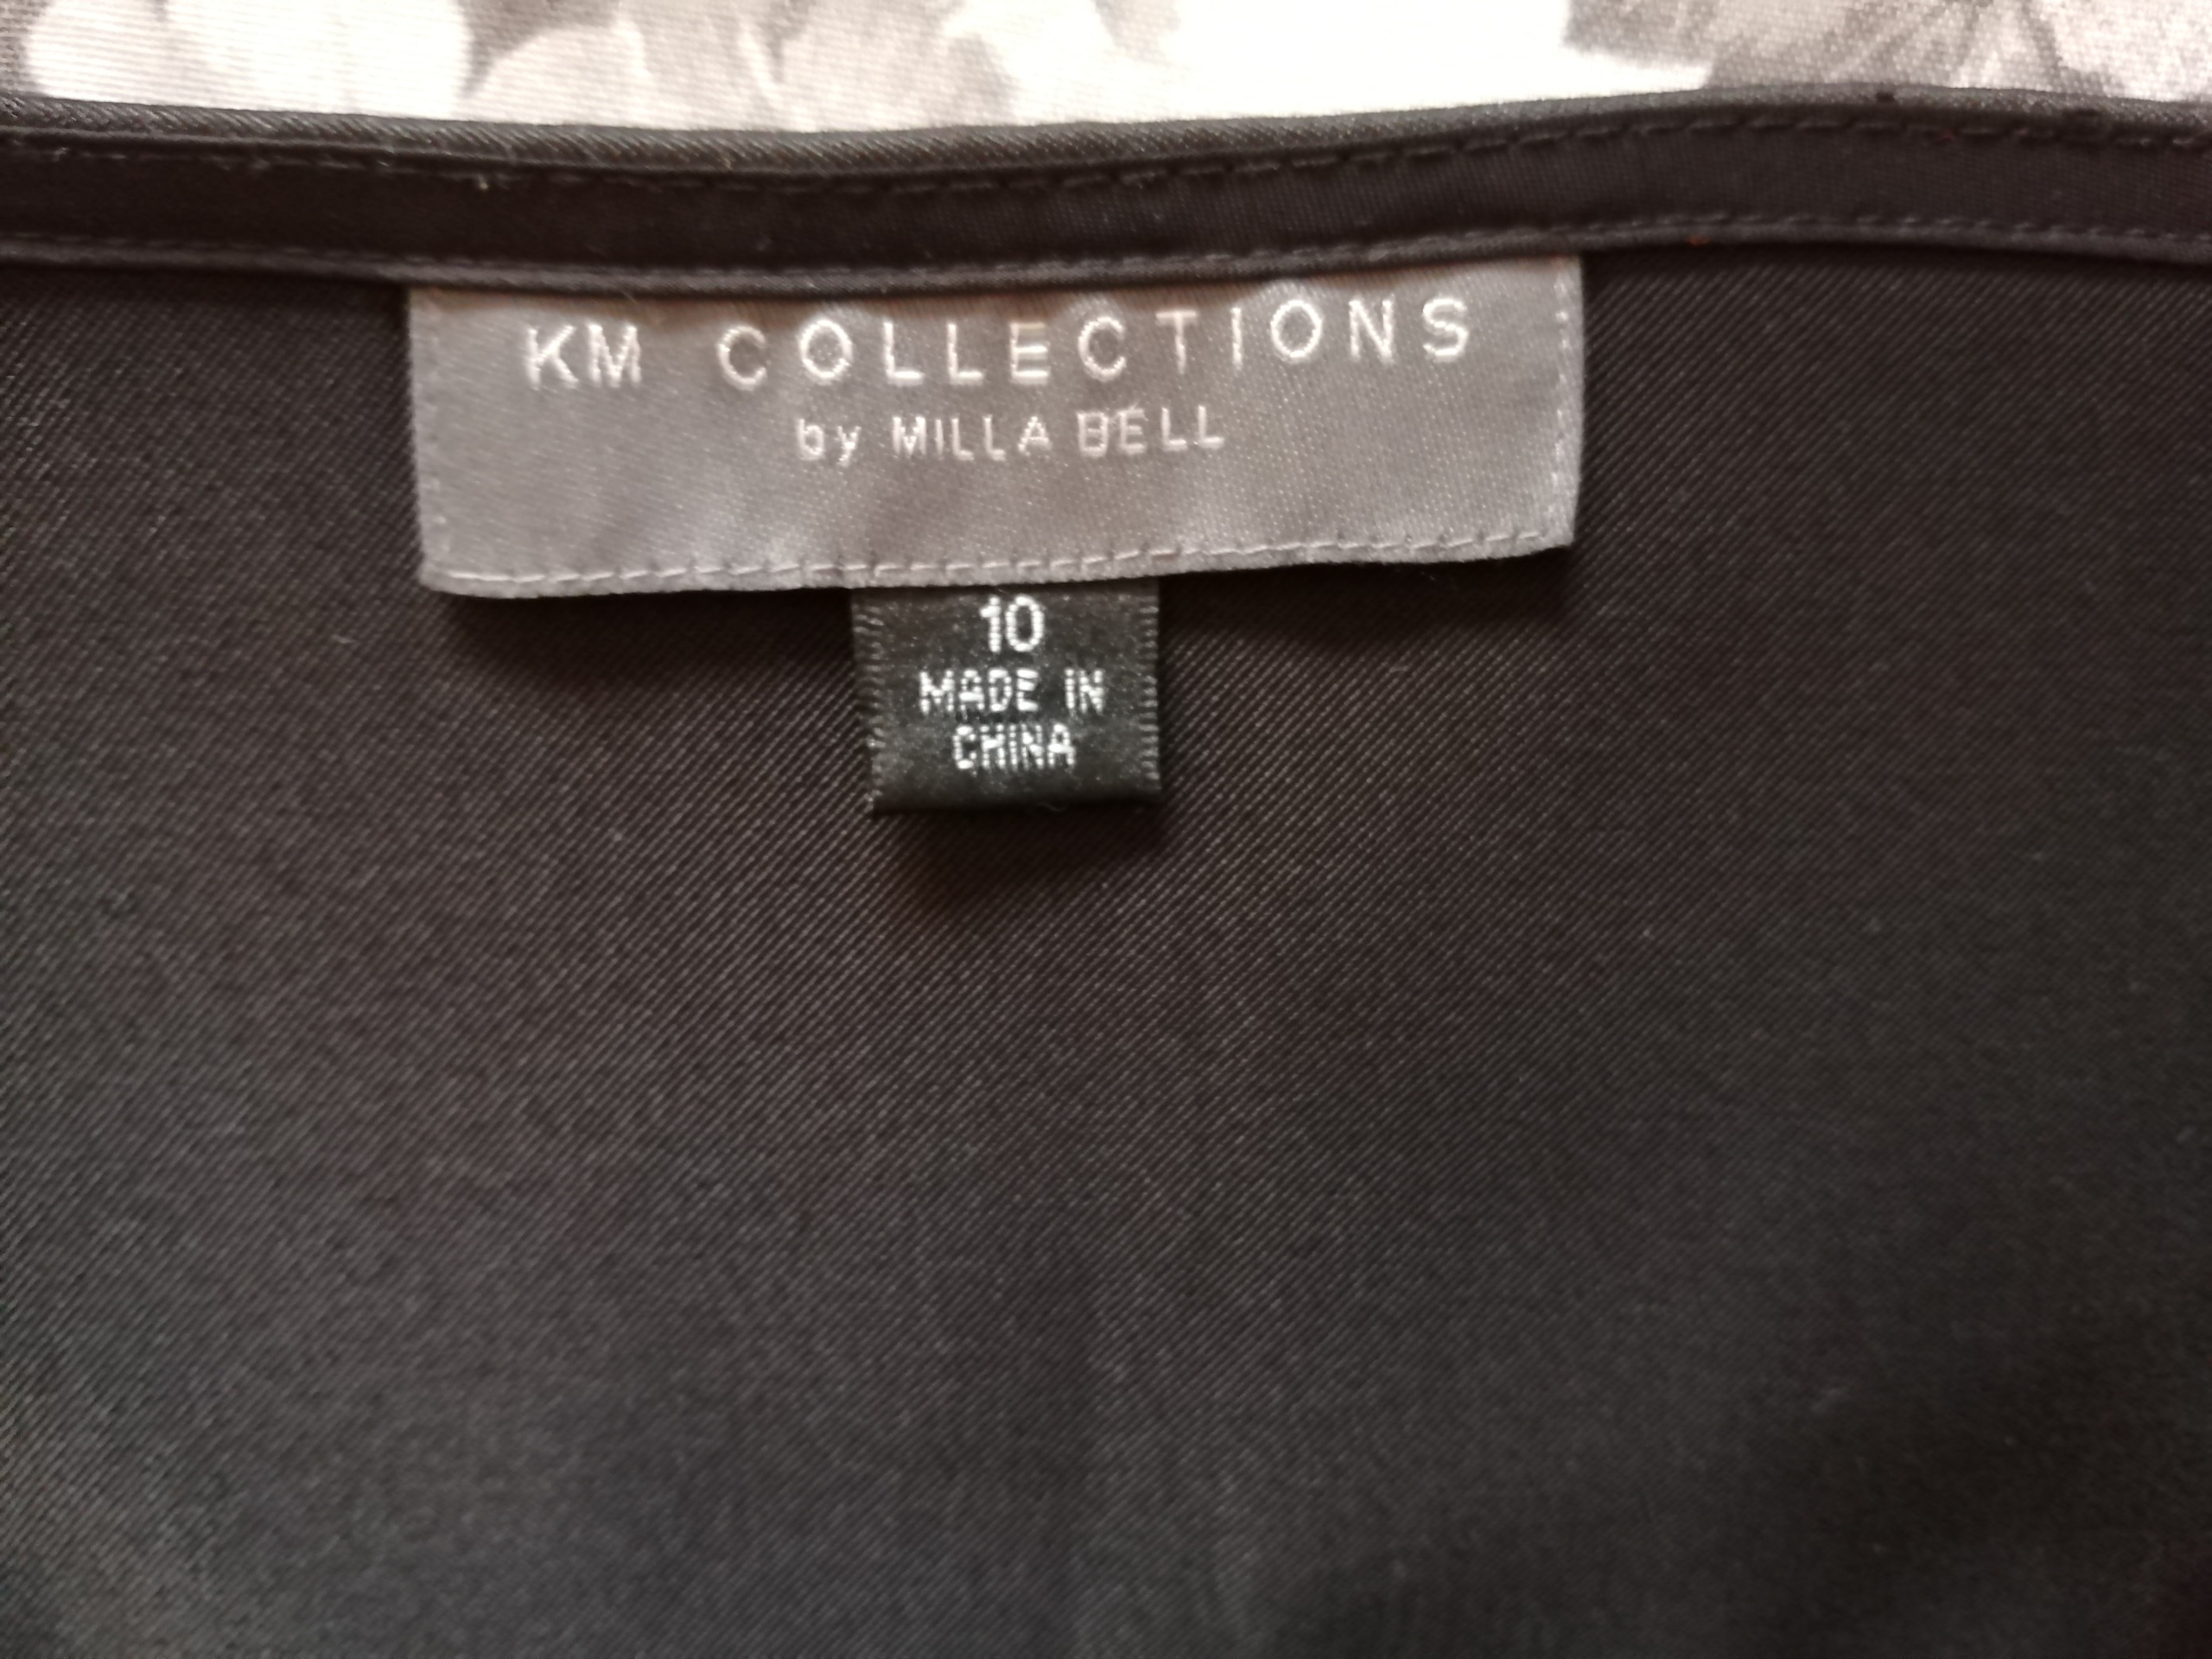 KM COLLECTIONS
by MILLA BELL
10
MADE IN
CHINA